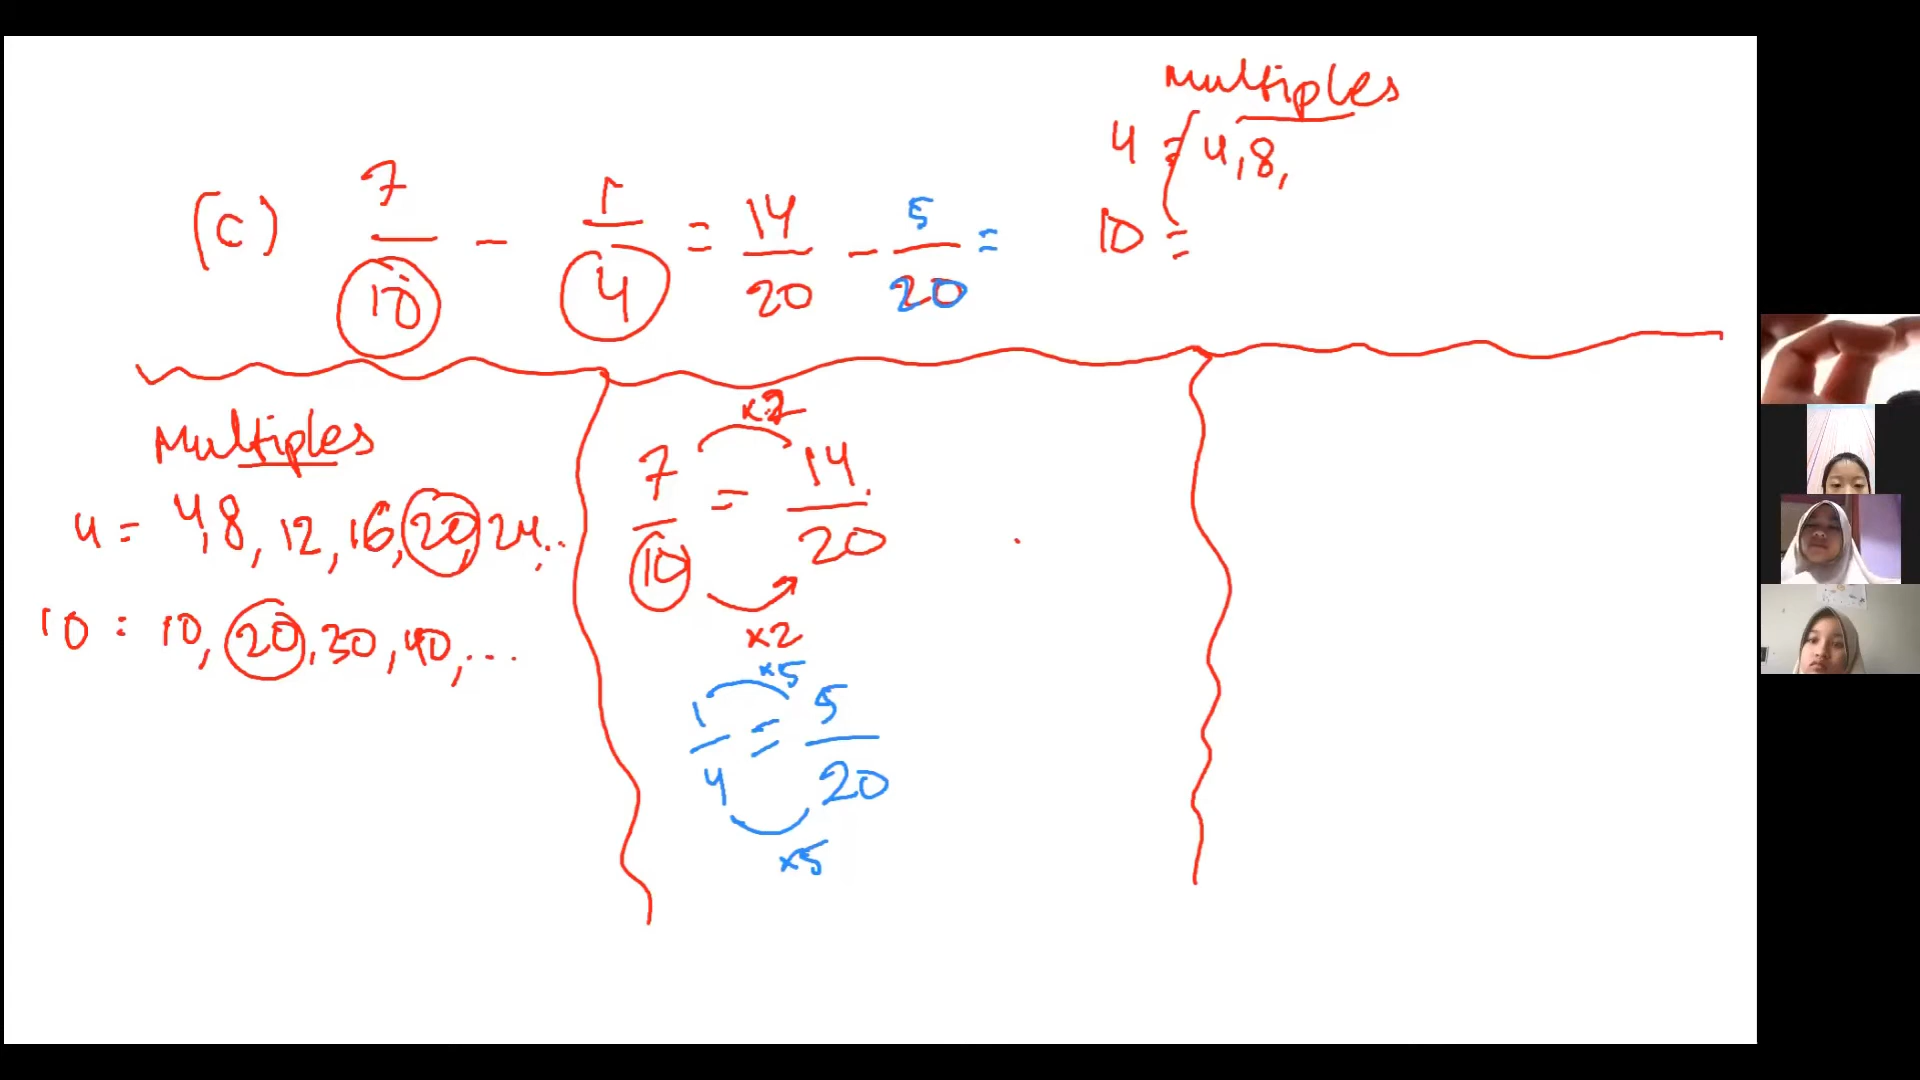 (c) 7/10 - 1/4 = 14/20 - 5/20 =
Multiples
4 = 4,8,
10 =
Multiples
4 = 4,8,12,16,20,24,...
10 = 10,20,30,40,...
×2
7/10 = 14/20
×2
×5
1/4 = 5/20
×5